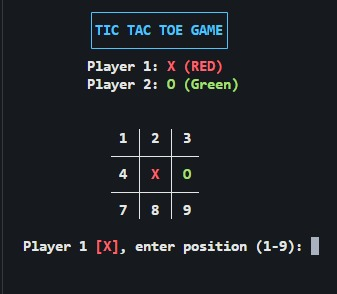 TIC TAC TOE GAME
Player 1: X (RED)
Player 2: O (Green)
1 2 3
4 X O
7 8 9
Player 1 [X], enter position (1-9):